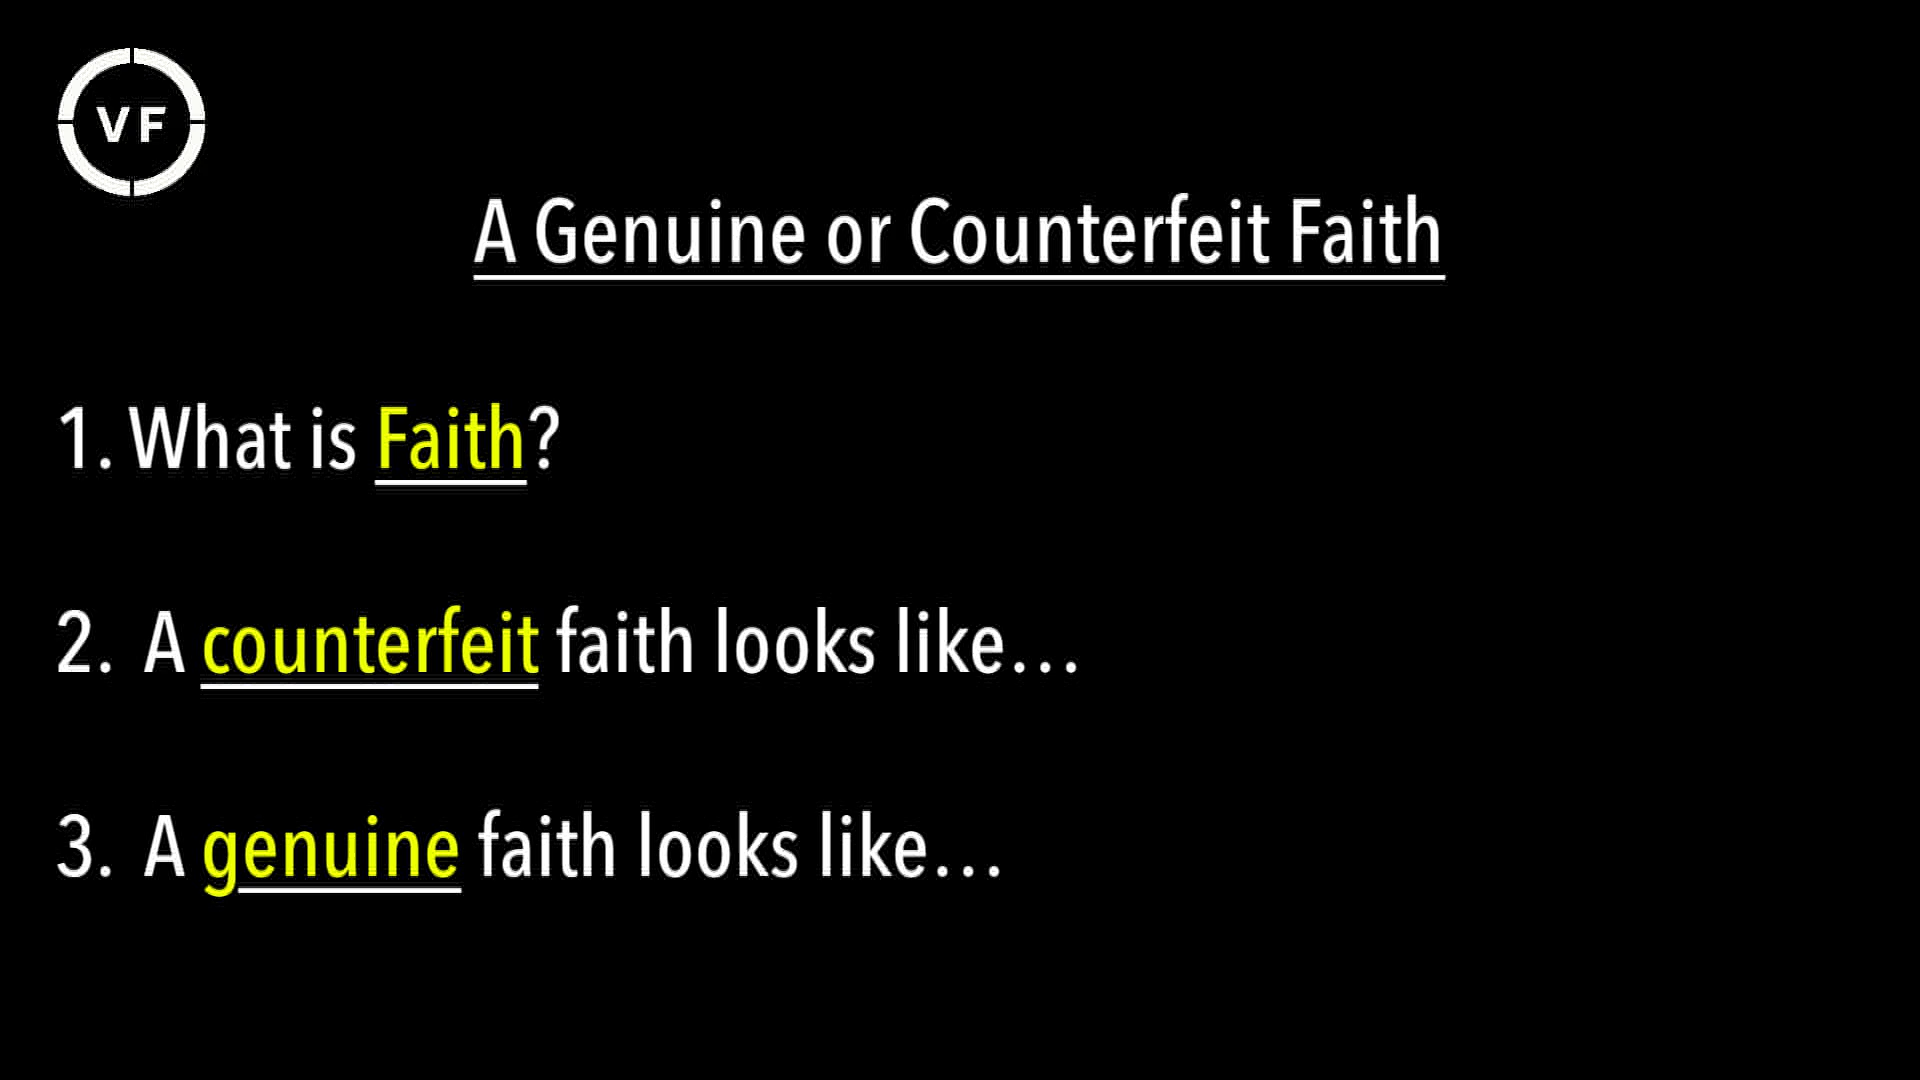 VF
A Genuine or Counterfeit Faith
1. What is Faith?
2. A counterfeit faith looks like...
3. A genuine faith looks like...